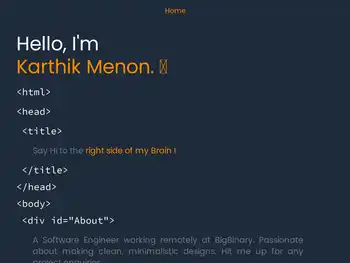 Home
Hello, I'm
Karthik Menon.
<html>
<head>
<title>
Say Hi to the right side of my Brain !
</title>
</head>
<body>
<div id="About">
A Software Engineer working remotely at BigBinary. Passionate
about making clean, minimalistic designs. Hit me up for any
project enquiries.